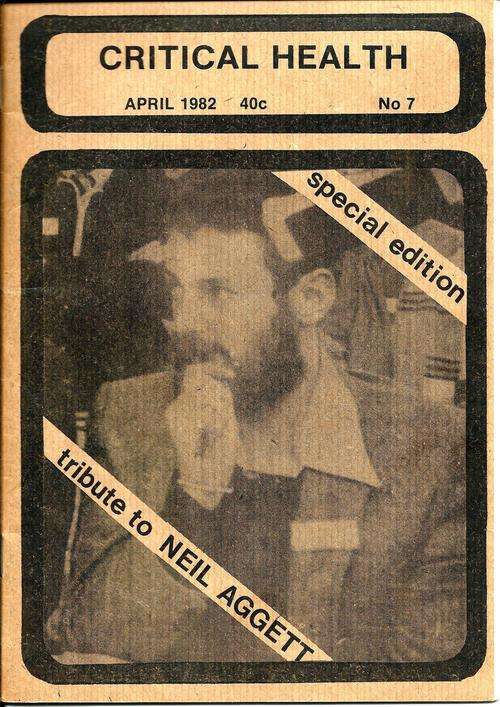 CRITICAL HEALTH
APRIL 1982 40c No 7
special edition
tribute to NEIL AGGETT